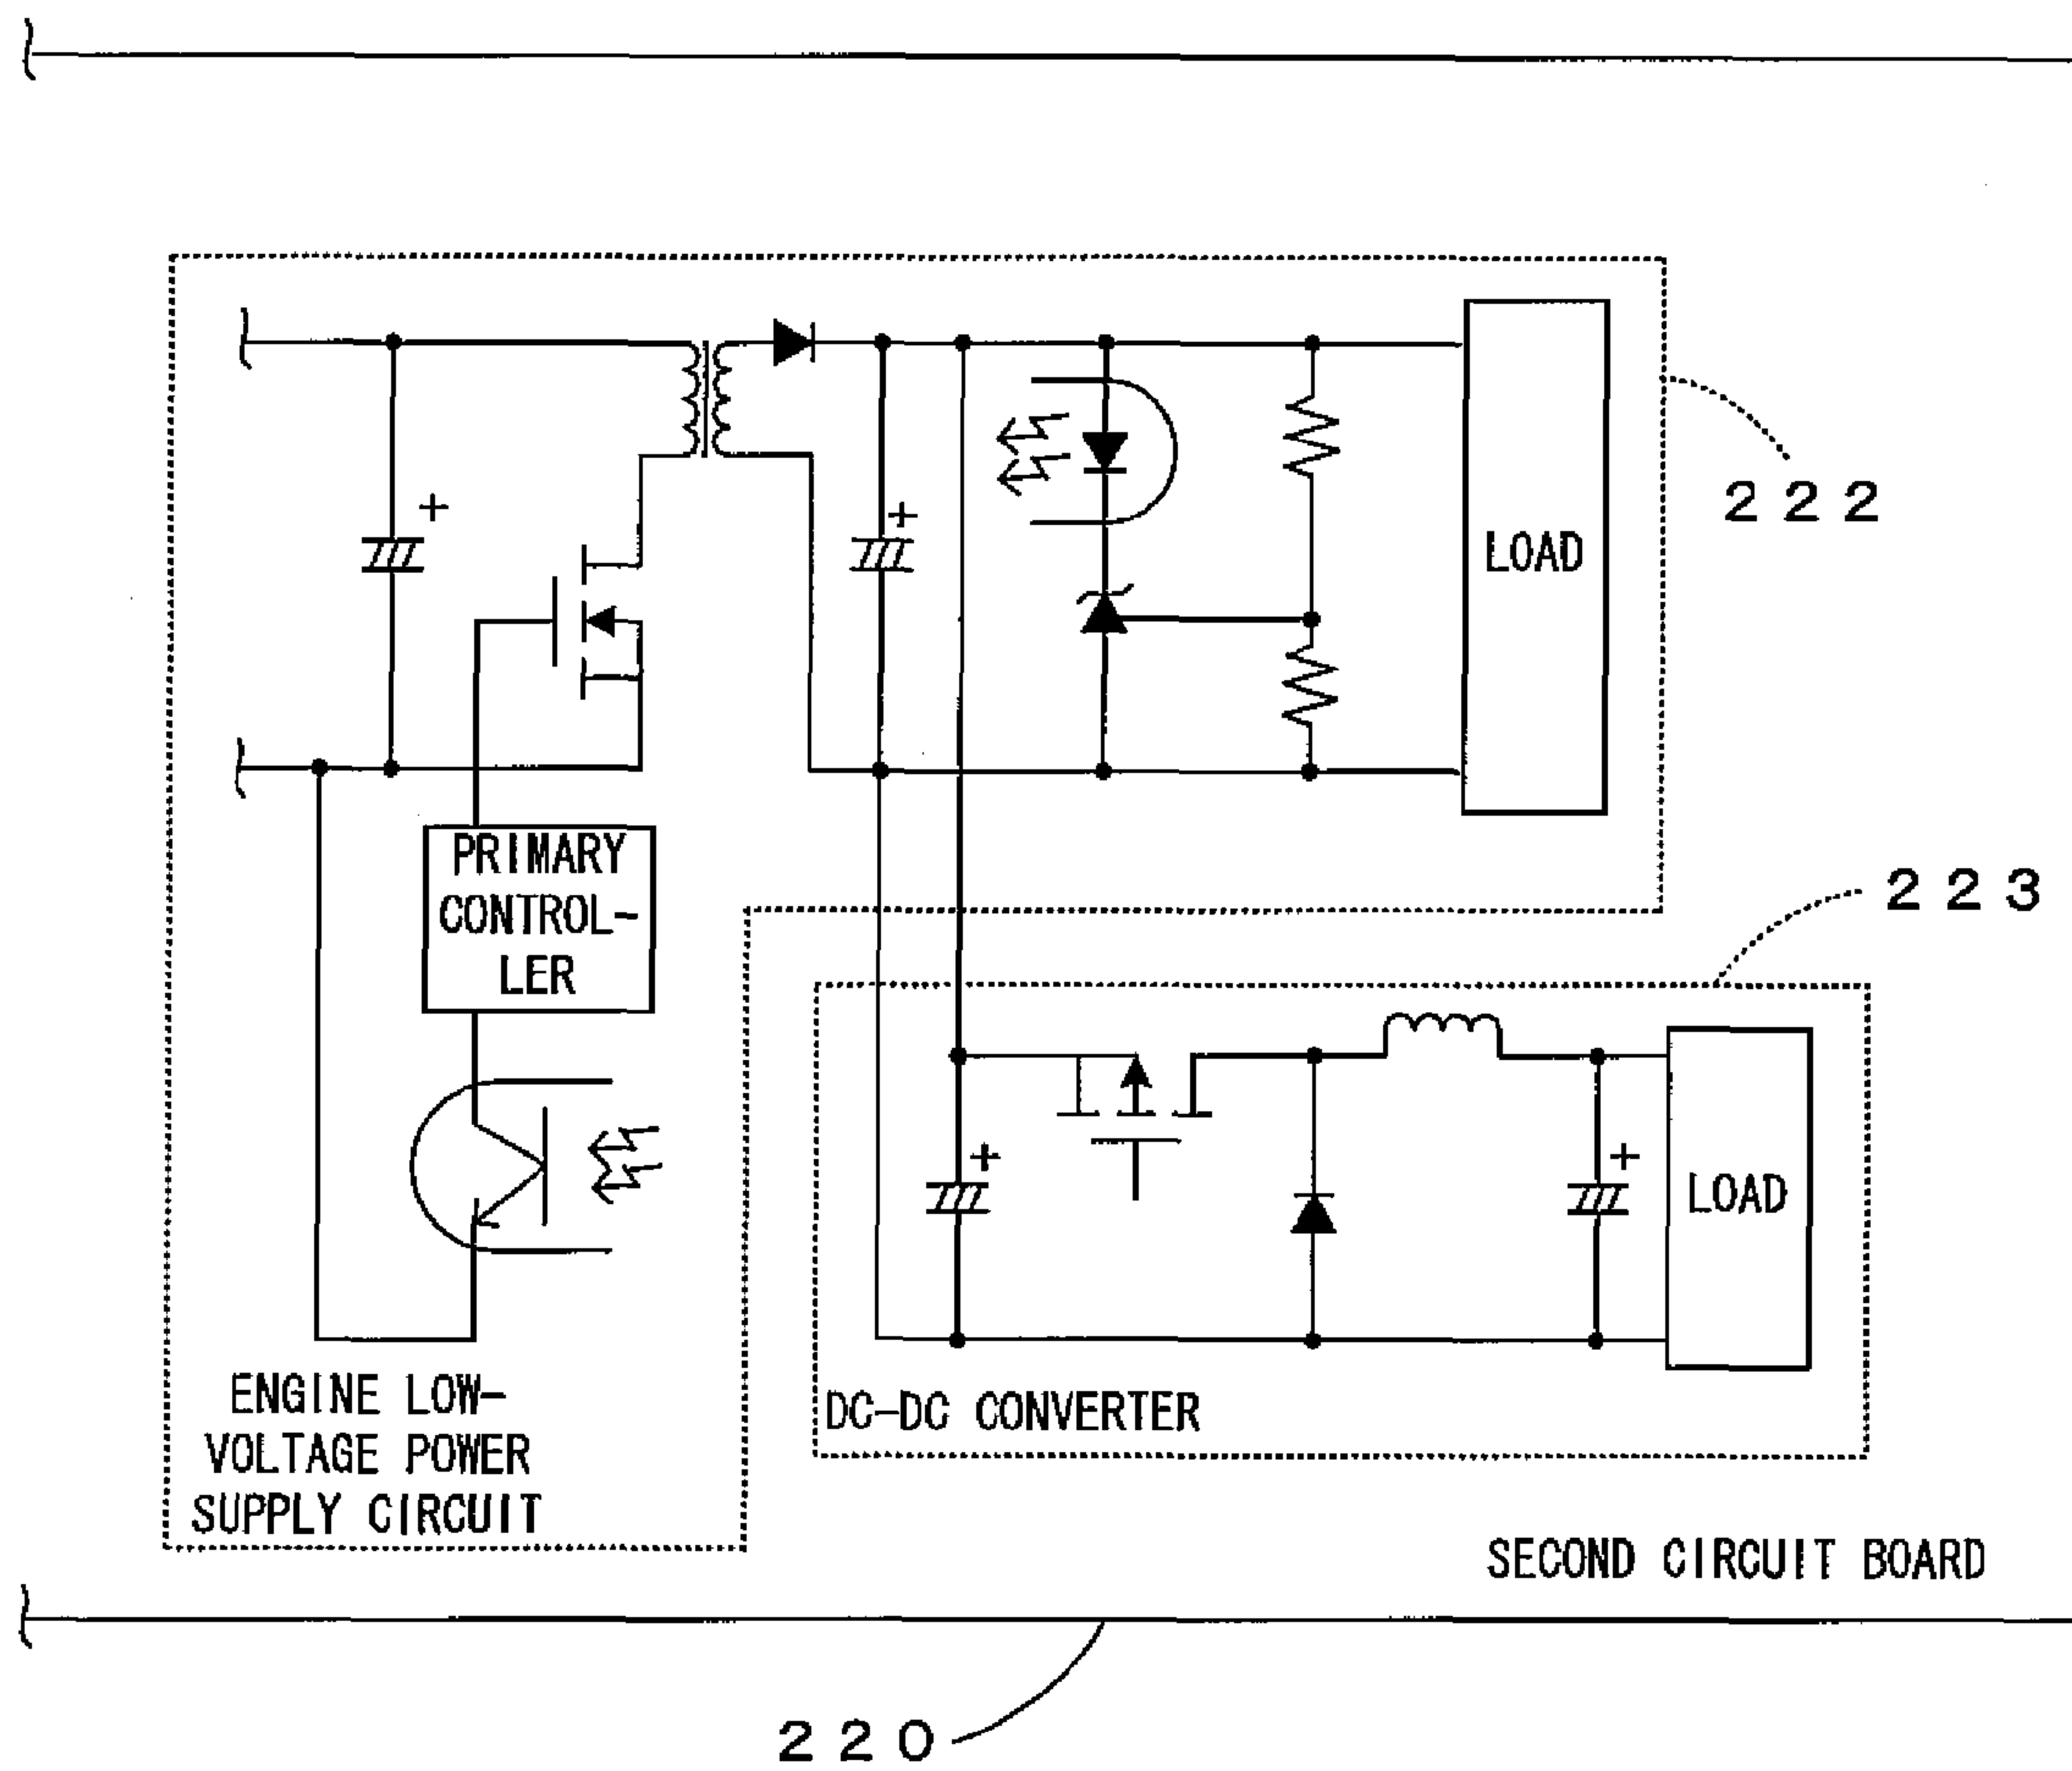 +
+
LOAD
222
PRIMARY
CONTROL-
LER
223
+
+
LOAD
ENGINE LOW-
VOLTAGE POWER
SUPPLY CIRCUIT
DC-DC CONVERTER
SECOND CIRCUIT BOARD
220